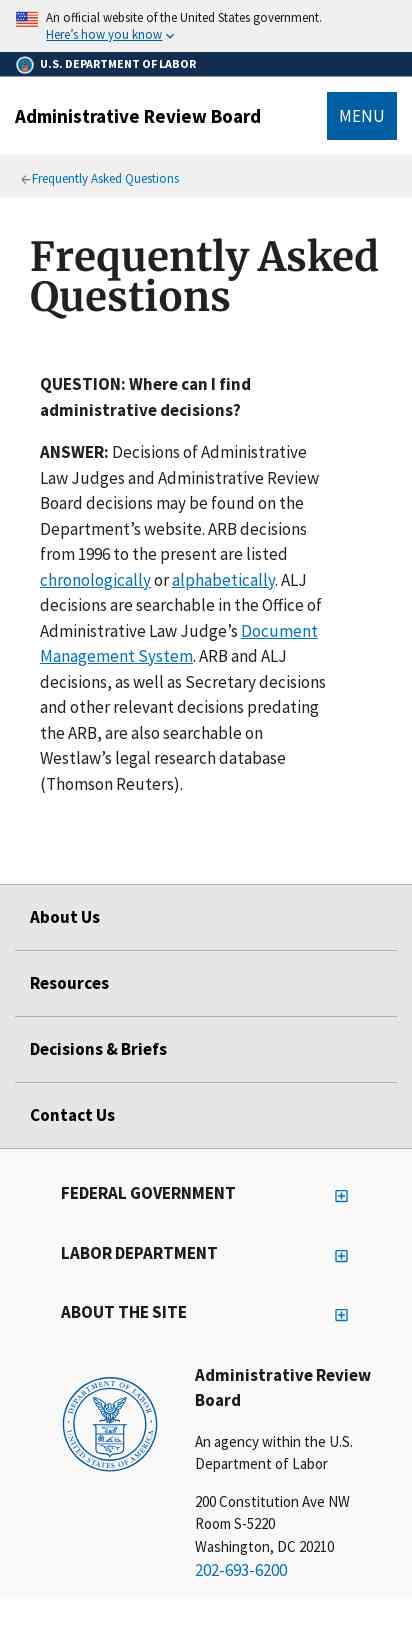 An official website of the United States government.
Here’s how you know
U.S. DEPARTMENT OF LABOR
Administrative Review Board
MENU
Frequently Asked Questions
Frequently Asked
Questions
QUESTION: Where can I find
administrative decisions?
ANSWER: Decisions of Administrative
Law Judges and Administrative Review
Board decisions may be found on the
Department’s website. ARB decisions
from 1996 to the present are listed
chronologically or alphabetically. ALJ
decisions are searchable in the Office of
Administrative Law Judge’s Document
Management System. ARB and ALJ
decisions, as well as Secretary decisions
and other relevant decisions predating
the ARB, are also searchable on
Westlaw’s legal research database
(Thomson Reuters).
About Us
Resources
Decisions & Briefs
Contact Us
FEDERAL GOVERNMENT
LABOR DEPARTMENT
ABOUT THE SITE
DEPARTMENT OF LABOR
UNITED STATES OF AMERICA
Administrative Review
Board
An agency within the U.S.
Department of Labor
200 Constitution Ave NW
Room S-5220
Washington, DC 20210
202-693-6200